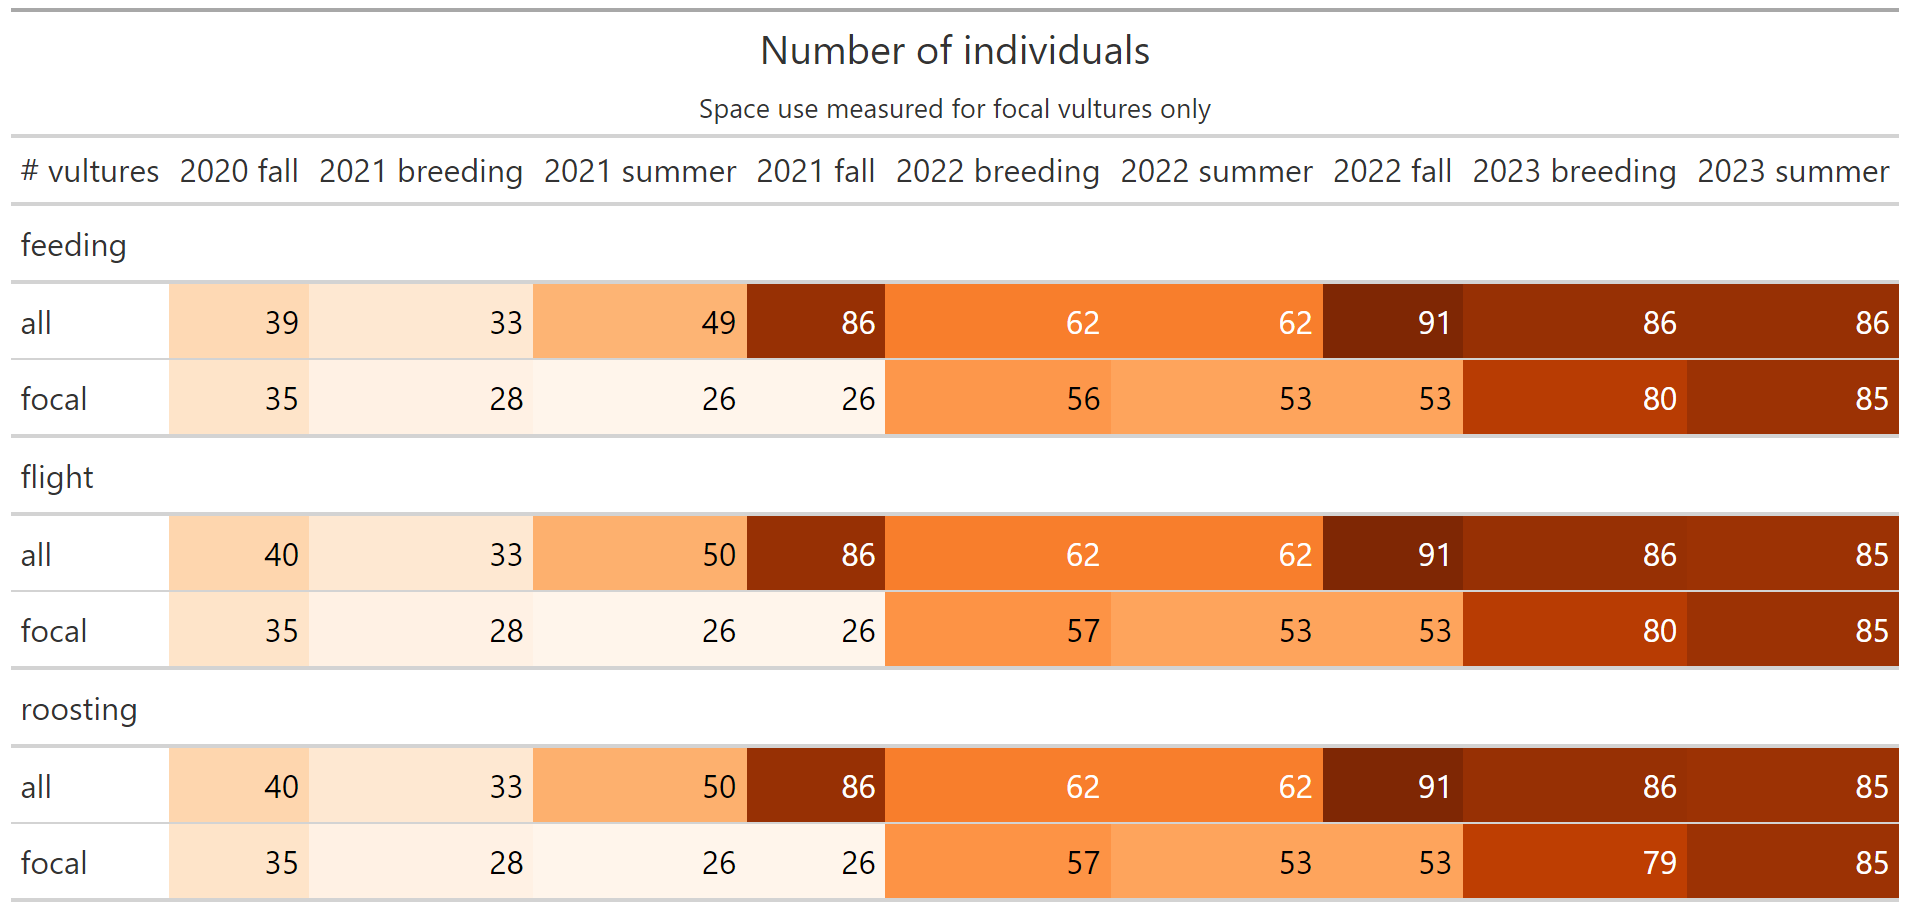 Number of individuals
Space use measured for focal vultures only
# vultures 2020 fall 2021 breeding 2021 summer 2021 fall 2022 breeding 2022 summer 2022 fall 2023 breeding 2023 summer
feeding
all 39 33 49 86 62 62 91 86 86
focal 35 28 26 26 56 53 53 80 85
flight
all 40 33 50 86 62 62 91 86 85
focal 35 28 26 26 57 53 53 80 85
roosting
all 40 33 50 86 62 62 91 86 85
focal 35 28 26 26 57 53 53 79 85